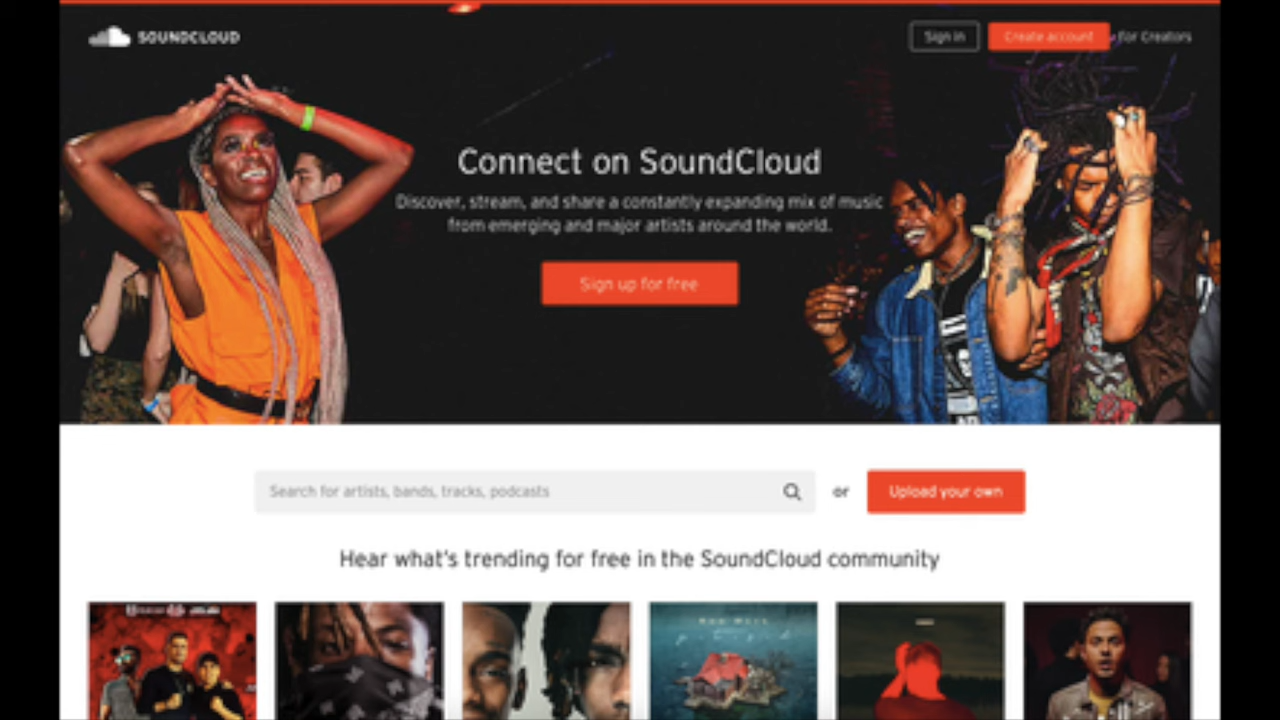 SOUNDCLOUD
Sign in
Create account
for Creators
Connect on SoundCloud
Discover, stream, and share a constantly expanding mix of music
from emerging and major artists around the world.
Sign up for free
Search for artists, bands, tracks, podcasts
or
Upload your own
Hear what's trending for free in the SoundCloud community